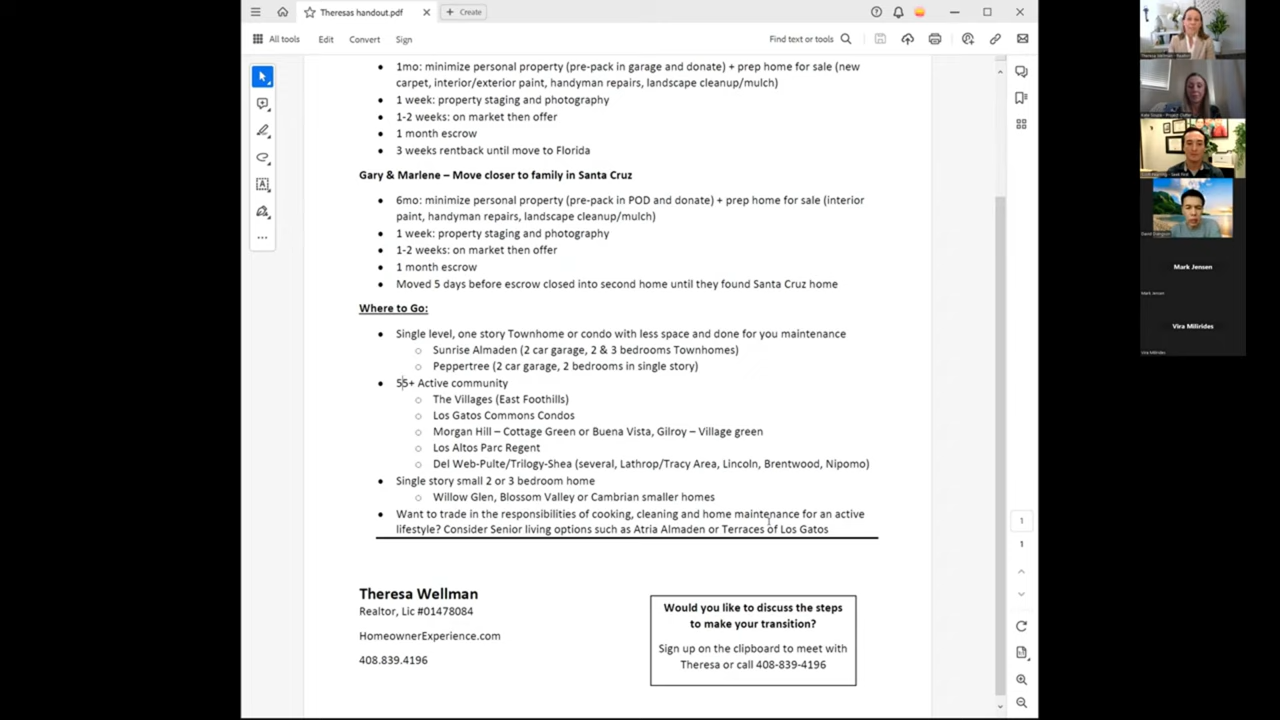 Theresas handout.pdf
Create
All tools
Edit
Convert
Sign
Find text or tools
• 1mo: minimize personal property (pre-pack in garage and donate) + prep home for sale (new
carpet, interior/exterior paint, handyman repairs, landscape cleanup/mulch)
• 1 week: property staging and photography
• 1-2 weeks: on market then offer
• 1 month escrow
• 3 weeks rentback until move to Florida
Gary & Marlene – Move closer to family in Santa Cruz
• 6mo: minimize personal property (pre-pack in POD and donate) + prep home for sale (interior
paint, handyman repairs, landscape cleanup/mulch)
• 1 week: property staging and photography
• 1-2 weeks: on market then offer
• 1 month escrow
• Moved 5 days before escrow closed into second home until they found Santa Cruz home
Where to Go:
• Single level, one story Townhome or condo with less space and done for you maintenance
○ Sunrise Almaden (2 car garage, 2 & 3 bedrooms Townhomes)
○ Peppertree (2 car garage, 2 bedrooms in single story)
• 55+ Active community
○ The Villages (East Foothills)
○ Los Gatos Commons Condos
○ Morgan Hill – Cottage Green or Buena Vista, Gilroy – Village green
○ Los Altos Parc Regent
○ Del Web-Pulte/Trilogy-Shea (several, Lathrop/Tracy Area, Lincoln, Brentwood, Nipomo)
• Single story small 2 or 3 bedroom home
○ Willow Glen, Blossom Valley or Cambrian smaller homes
• Want to trade in the responsibilities of cooking, cleaning and home maintenance for an active
lifestyle? Consider Senior living options such as Atria Almaden or Terraces of Los Gatos
Theresa Wellman
Realtor, Lic #01478084
HomeownerExperience.com
408.839.4196
Would you like to discuss the steps
to make your transition?
Sign up on the clipboard to meet with
Theresa or call 408-839-4196
1
1
Mark Jensen
Mark Jensen
Vira Milirides
Vira Milirides